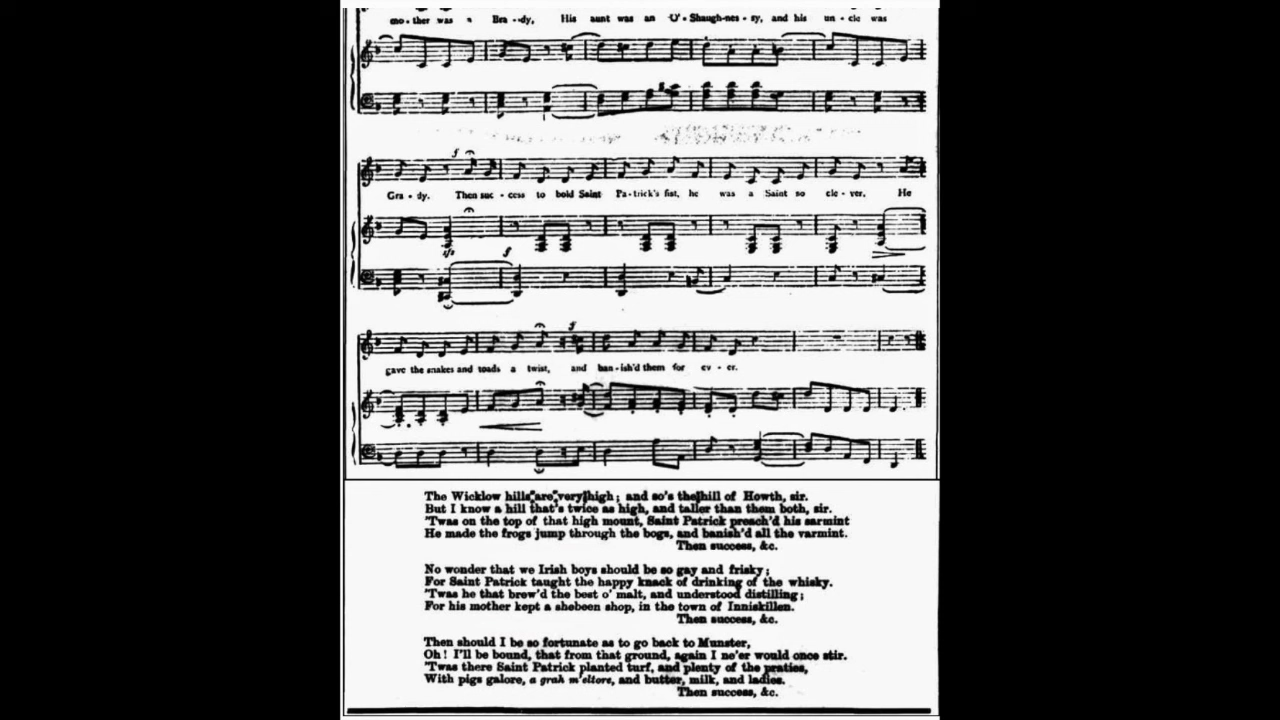 mo - ther was a Bra - dy, His aunt was an O' - Shaugh-nes - sy, and his un - cle was
f
Gra - dy. Then suc - cess to bold Saint Pa - trick's fist, he was a Saint so cle - ver, He
sfz f
f
gave the snakes and toads a twist, and ban - ish'd them for ev - er.
The Wicklow hills are very high; and so's the hill of Howth, sir.
But I know a hill that's twice as high, and taller than them both, sir.
'Twas on the top of that high mount, Saint Patrick preach'd his sarmint
He made the frogs jump through the bogs, and banish'd all the varmint.
Then success, &c.
No wonder that we Irish boys should be so gay and frisky;
For Saint Patrick taught the happy knack of drinking of the whisky.
'Twas he that brew'd the best o' malt, and understood distilling;
For his mother kept a shebeen shop, in the town of Inniskillen.
Then success, &c.
Then should I be so fortunate as to go back to Munster,
Oh! I'll be bound, that from that ground, again I ne'er would once stir.
'Twas there Saint Patrick planted turf, and plenty of the praties,
With pigs galore, a grah m'ellore, and butter, milk, and ladies.
Then success, &c.